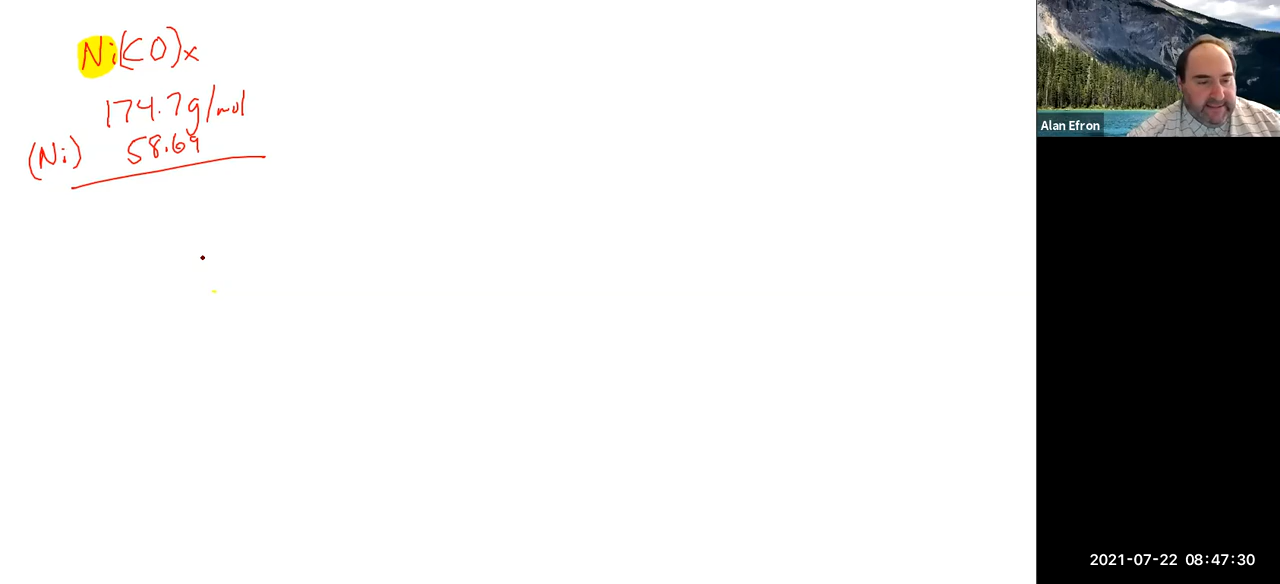 Ni(CO)x
174.7g/mol
(Ni) 58.69
Alan Efron
2021-07-22 08:47:30